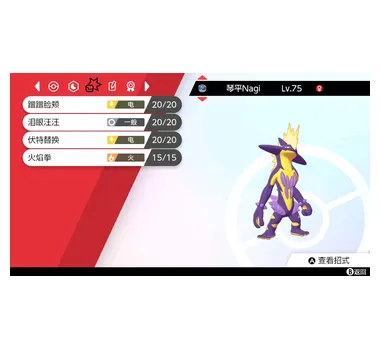 琴平Nagi Lv.75
蹭蹭脸颊 电 20/20
泪眼汪汪 一般 20/20
伏特替换 电 20/20
火焰拳 火 15/15
A 查看招式
B 返回